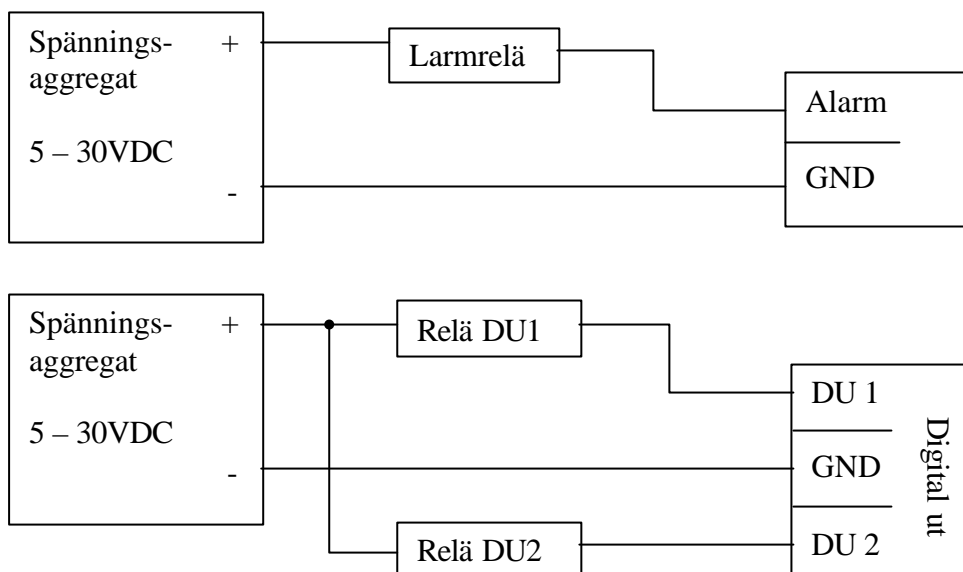 Spännings-
aggregat
+
5 – 30VDC
-
Larmrelä
Alarm
GND
Spännings-
aggregat
+
5 – 30VDC
-
Relä DU1
Relä DU2
DU 1
GND
DU 2
Digital ut